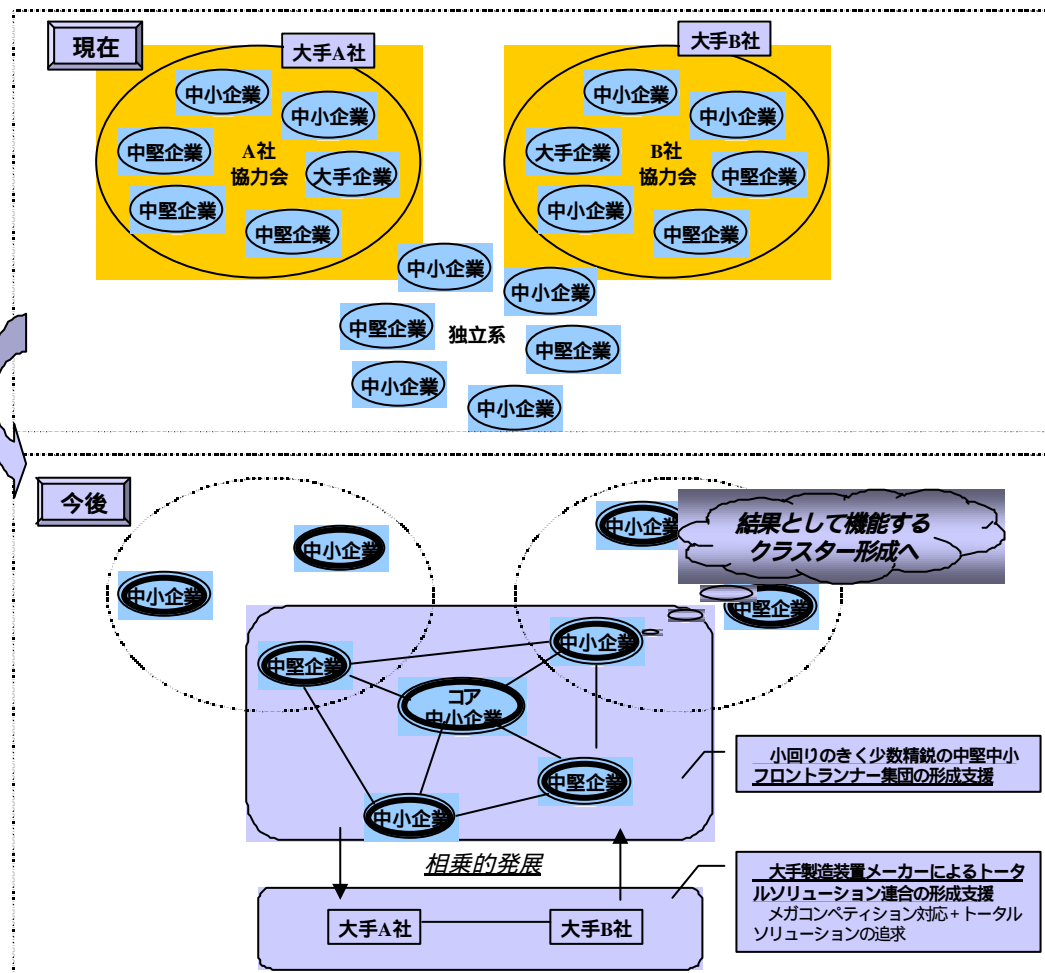 現在
大手A社
大手B社
中小企業
中小企業
中堅企業
A社
協力会
大手企業
中堅企業
中堅企業
中小企業
中小企業
大手企業
B社
協力会
中堅企業
中小企業
中堅企業
中小企業
中小企業
中堅企業
独立系
中堅企業
中小企業
中小企業
今後
中小企業
中小企業
中小企業
結果として機能する
クラスター形成へ
中堅企業
中小企業
中堅企業
コア
中小企業
中堅企業
中小企業
小回りのきく少数精鋭の中堅中小
フロントランナー集団の形成支援
相乗的発展
大手A社
大手B社
大手製造装置メーカーによるトータ
ルソリューション連合の形成支援
メガコンペティション対応+トータル
ソリューションの追求